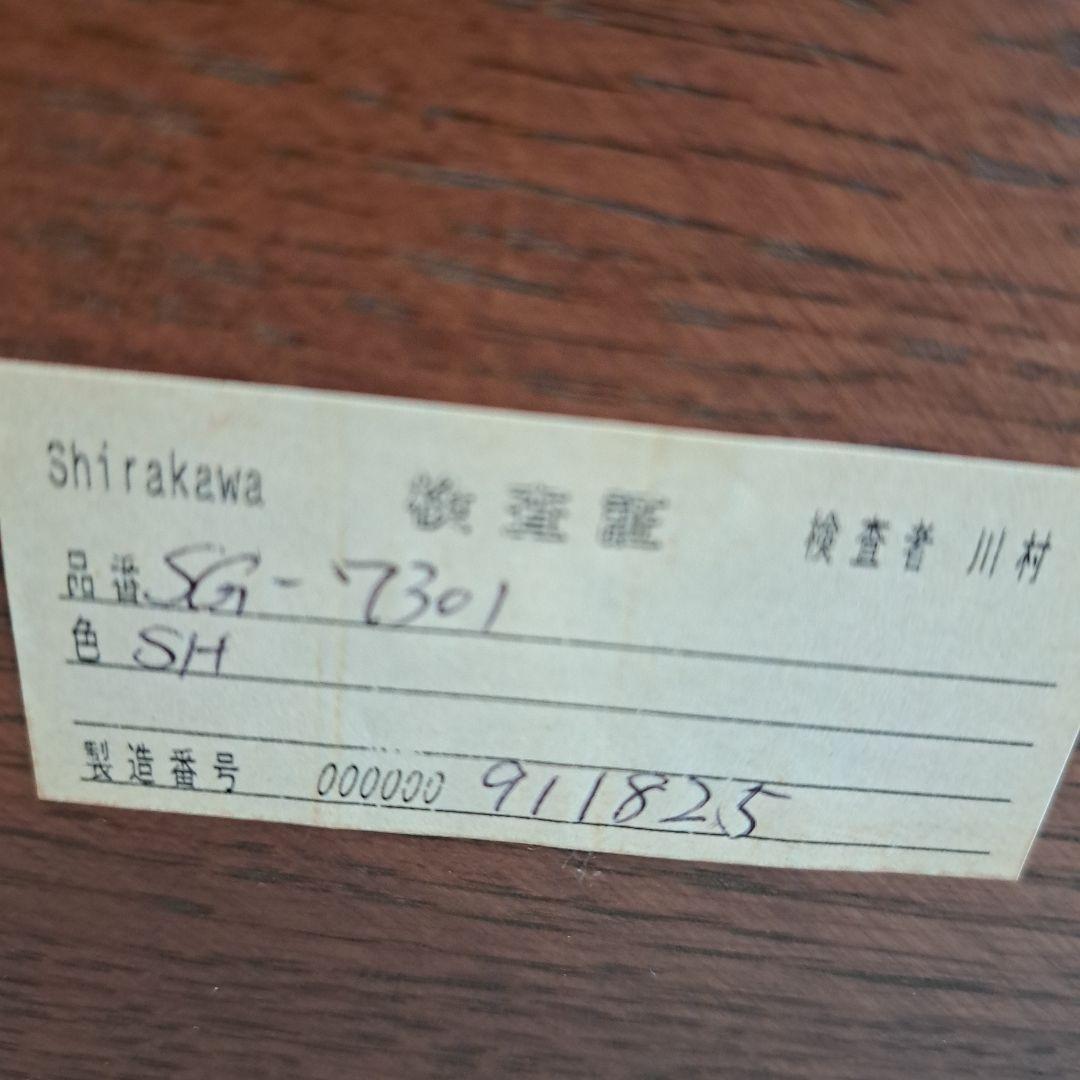 Shirakawa 検査証 検査者 川村
品番 SG-7301
色 SH
製造番号 000000 911825